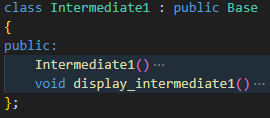 class Intermediate1 : public Base
{
public:
    Intermediate1()···
    void display_intermediate1()···
};